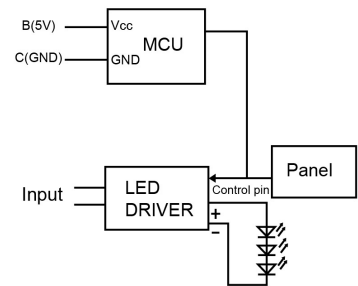 B(5V)
Vcc
MCU
C(GND)
GND
Panel
Control pin
Input
LED
DRIVER
+
−